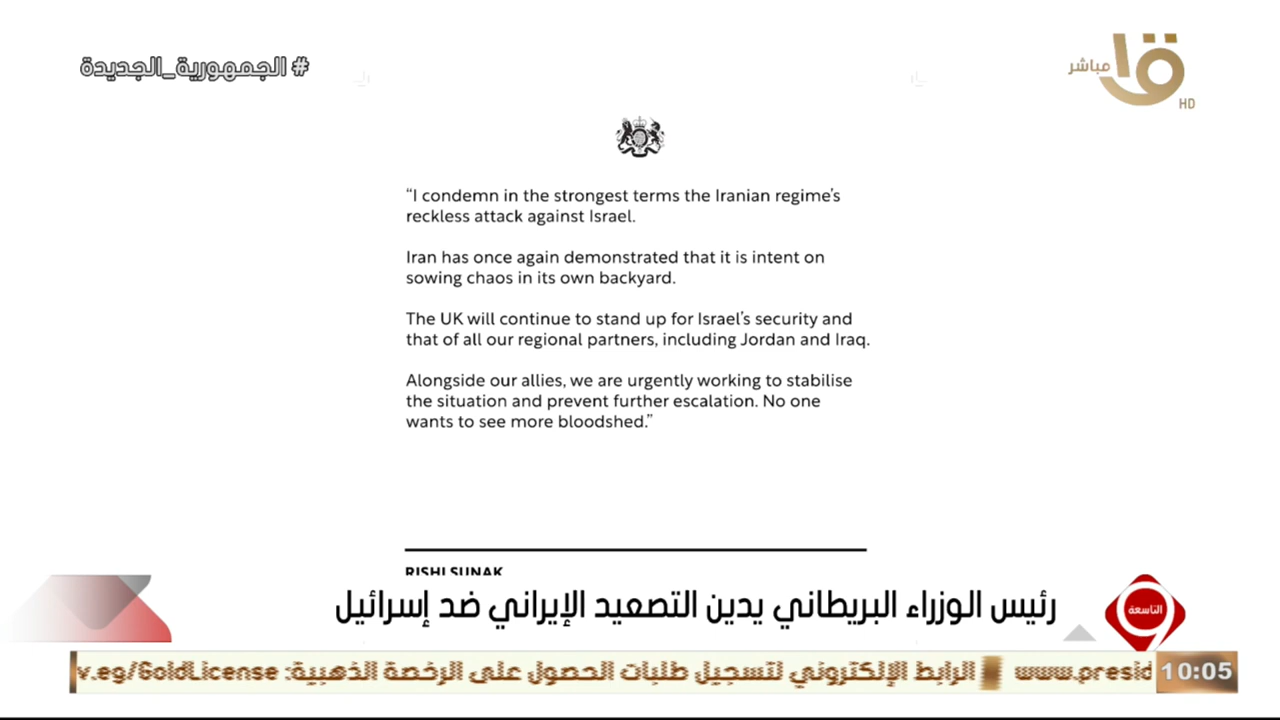 # الجمهورية_الجديدة
مباشر
HD
“I condemn in the strongest terms the Iranian regime’s
reckless attack against Israel.
Iran has once again demonstrated that it is intent on
sowing chaos in its own backyard.
The UK will continue to stand up for Israel’s security and
that of all our regional partners, including Jordan and Iraq.
Alongside our allies, we are urgently working to stabilise
the situation and prevent further escalation. No one
wants to see more bloodshed.”
RISHI SUNAK
رئيس الوزراء البريطاني يدين التصعيد الإيراني ضد إسرائيل
التاسعة
9
www.presid
الرابط الإلكتروني لتسجيل طلبات الحصول على الرخصة الذهبية: v.eg/GoldLicense
10:05